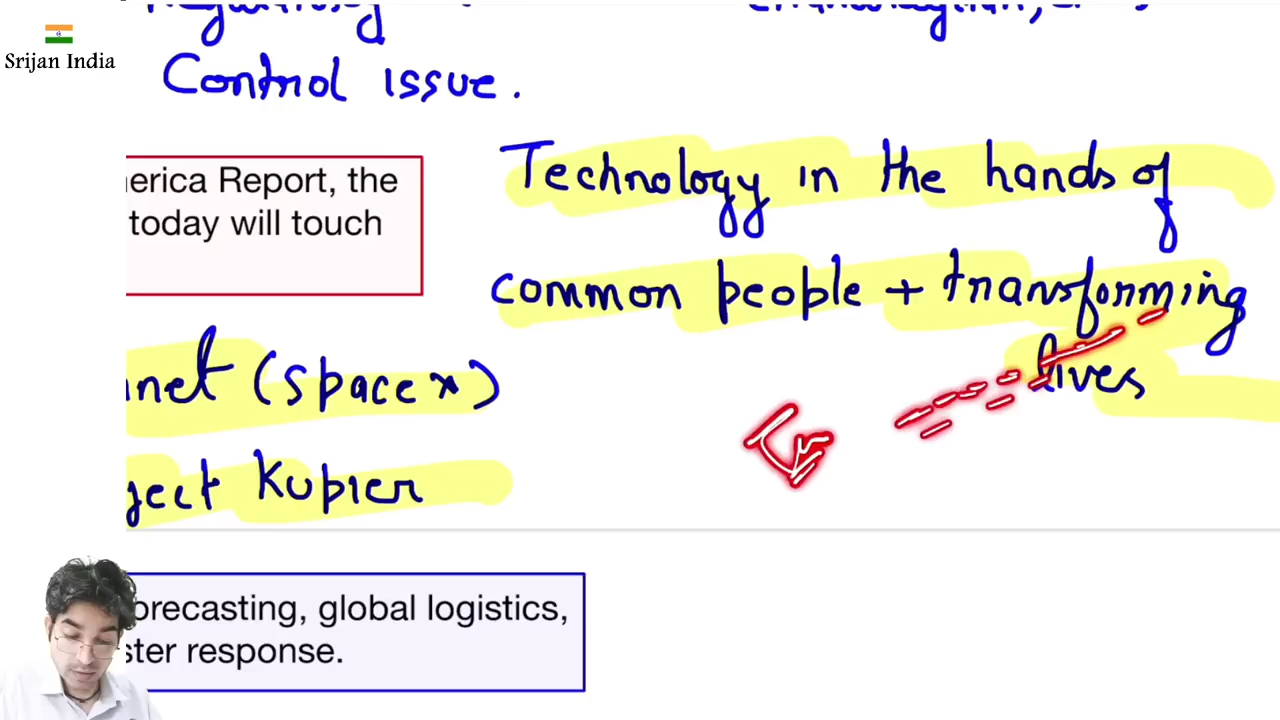 Srijan India
Control issue.
erica Report, the
today will touch
Technology in the hands of
common people + transforming
lives
net (space x)
ject Kupier
orecasting, global logistics,
ster response.